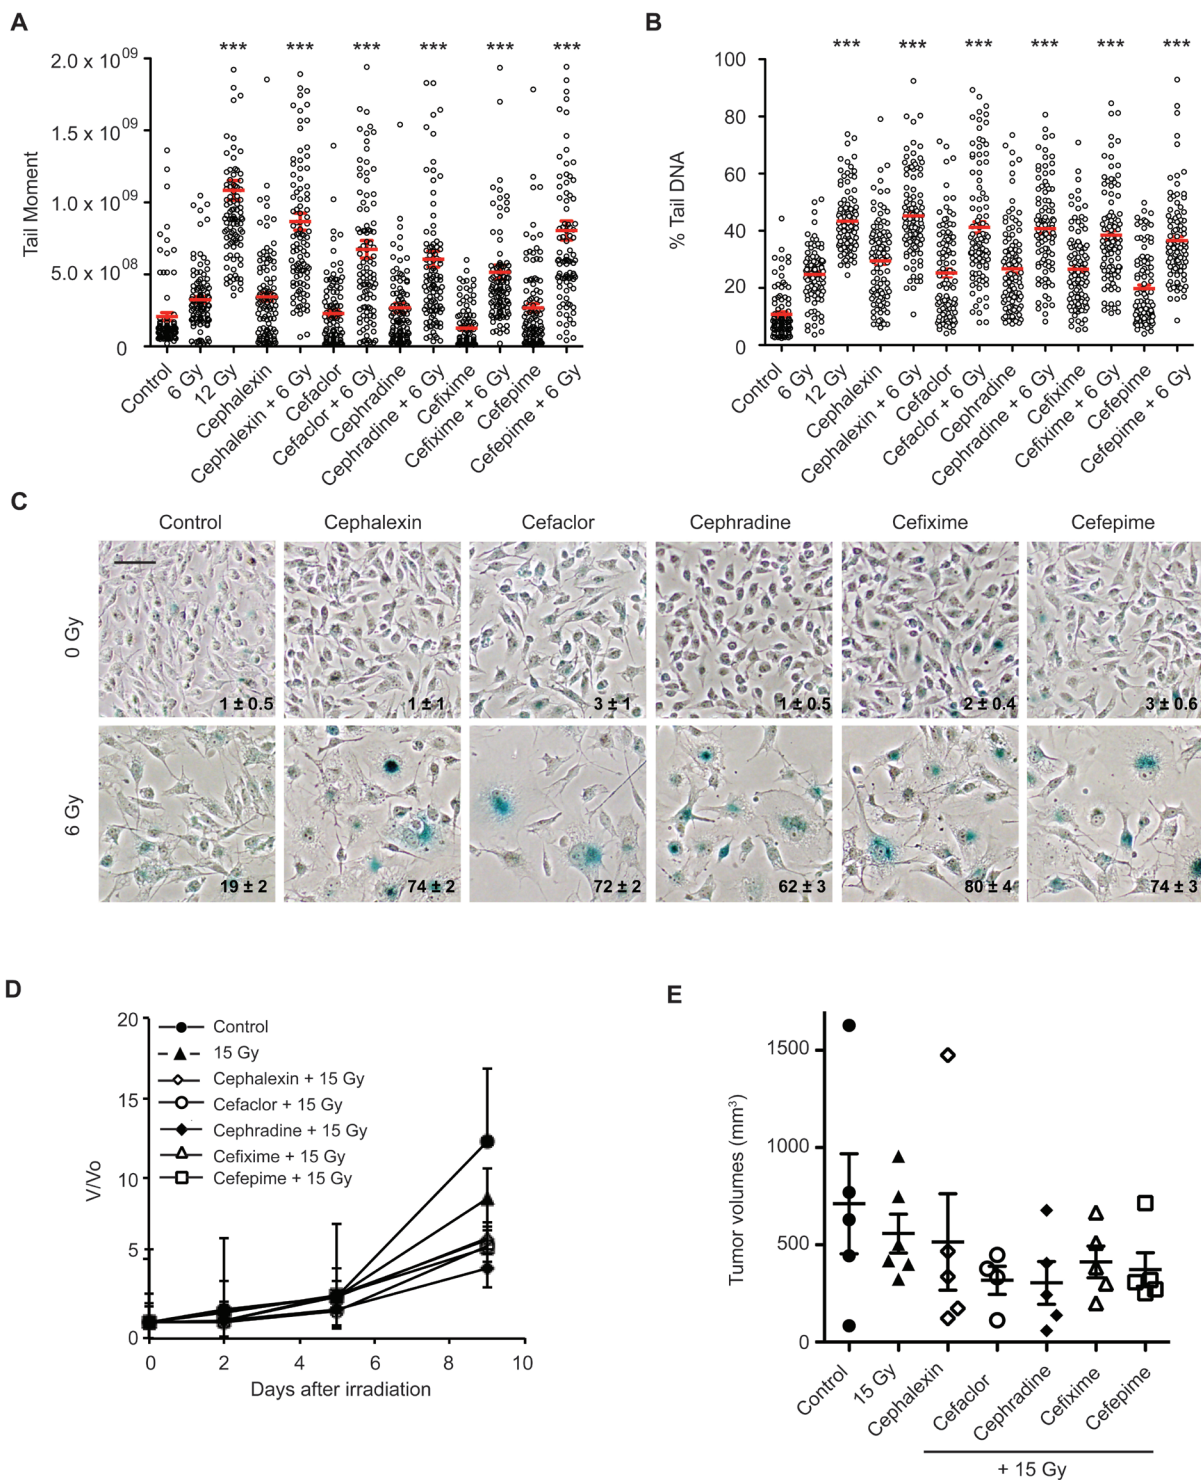 A
2.0 x 10⁰⁹
1.5 x 10⁰⁹
1.0 x 10⁰⁹
5.0 x 10⁰⁸
0
Tail Moment
*** *** *** *** *** ***
Control
6 Gy
12 Gy
Cephalexin
Cephalexin + 6 Gy
Cefaclor
Cefaclor + 6 Gy
Cephradine
Cephradine + 6 Gy
Cefixime
Cefixime + 6 Gy
Cefepime
Cefepime + 6 Gy
B
100
80
60
40
20
0
% Tail DNA
*** *** *** *** *** ***
Control
6 Gy
12 Gy
Cephalexin
Cephalexin + 6 Gy
Cefaclor
Cefaclor + 6 Gy
Cephradine
Cephradine + 6 Gy
Cefixime
Cefixime + 6 Gy
Cefepime
Cefepime + 6 Gy
C
Control Cephalexin Cefaclor Cephradine Cefixime Cefepime
0 Gy
1 ± 0.5 1 ± 1 3 ± 1 1 ± 0.5 2 ± 0.4 3 ± 0.6
6 Gy
19 ± 2 74 ± 2 72 ± 2 62 ± 3 80 ± 4 74 ± 3
D
20
15
10
5
0
V/Vo
Control
15 Gy
Cephalexin + 15 Gy
Cefaclor + 15 Gy
Cephradine + 15 Gy
Cefixime + 15 Gy
Cefepime + 15 Gy
0 2 4 6 8 10
Days after irradiation
E
1500
1000
500
0
Tumor volumes (mm³)
Control
15 Gy
Cephalexin
Cefaclor
Cephradine
Cefixime
Cefepime
+ 15 Gy